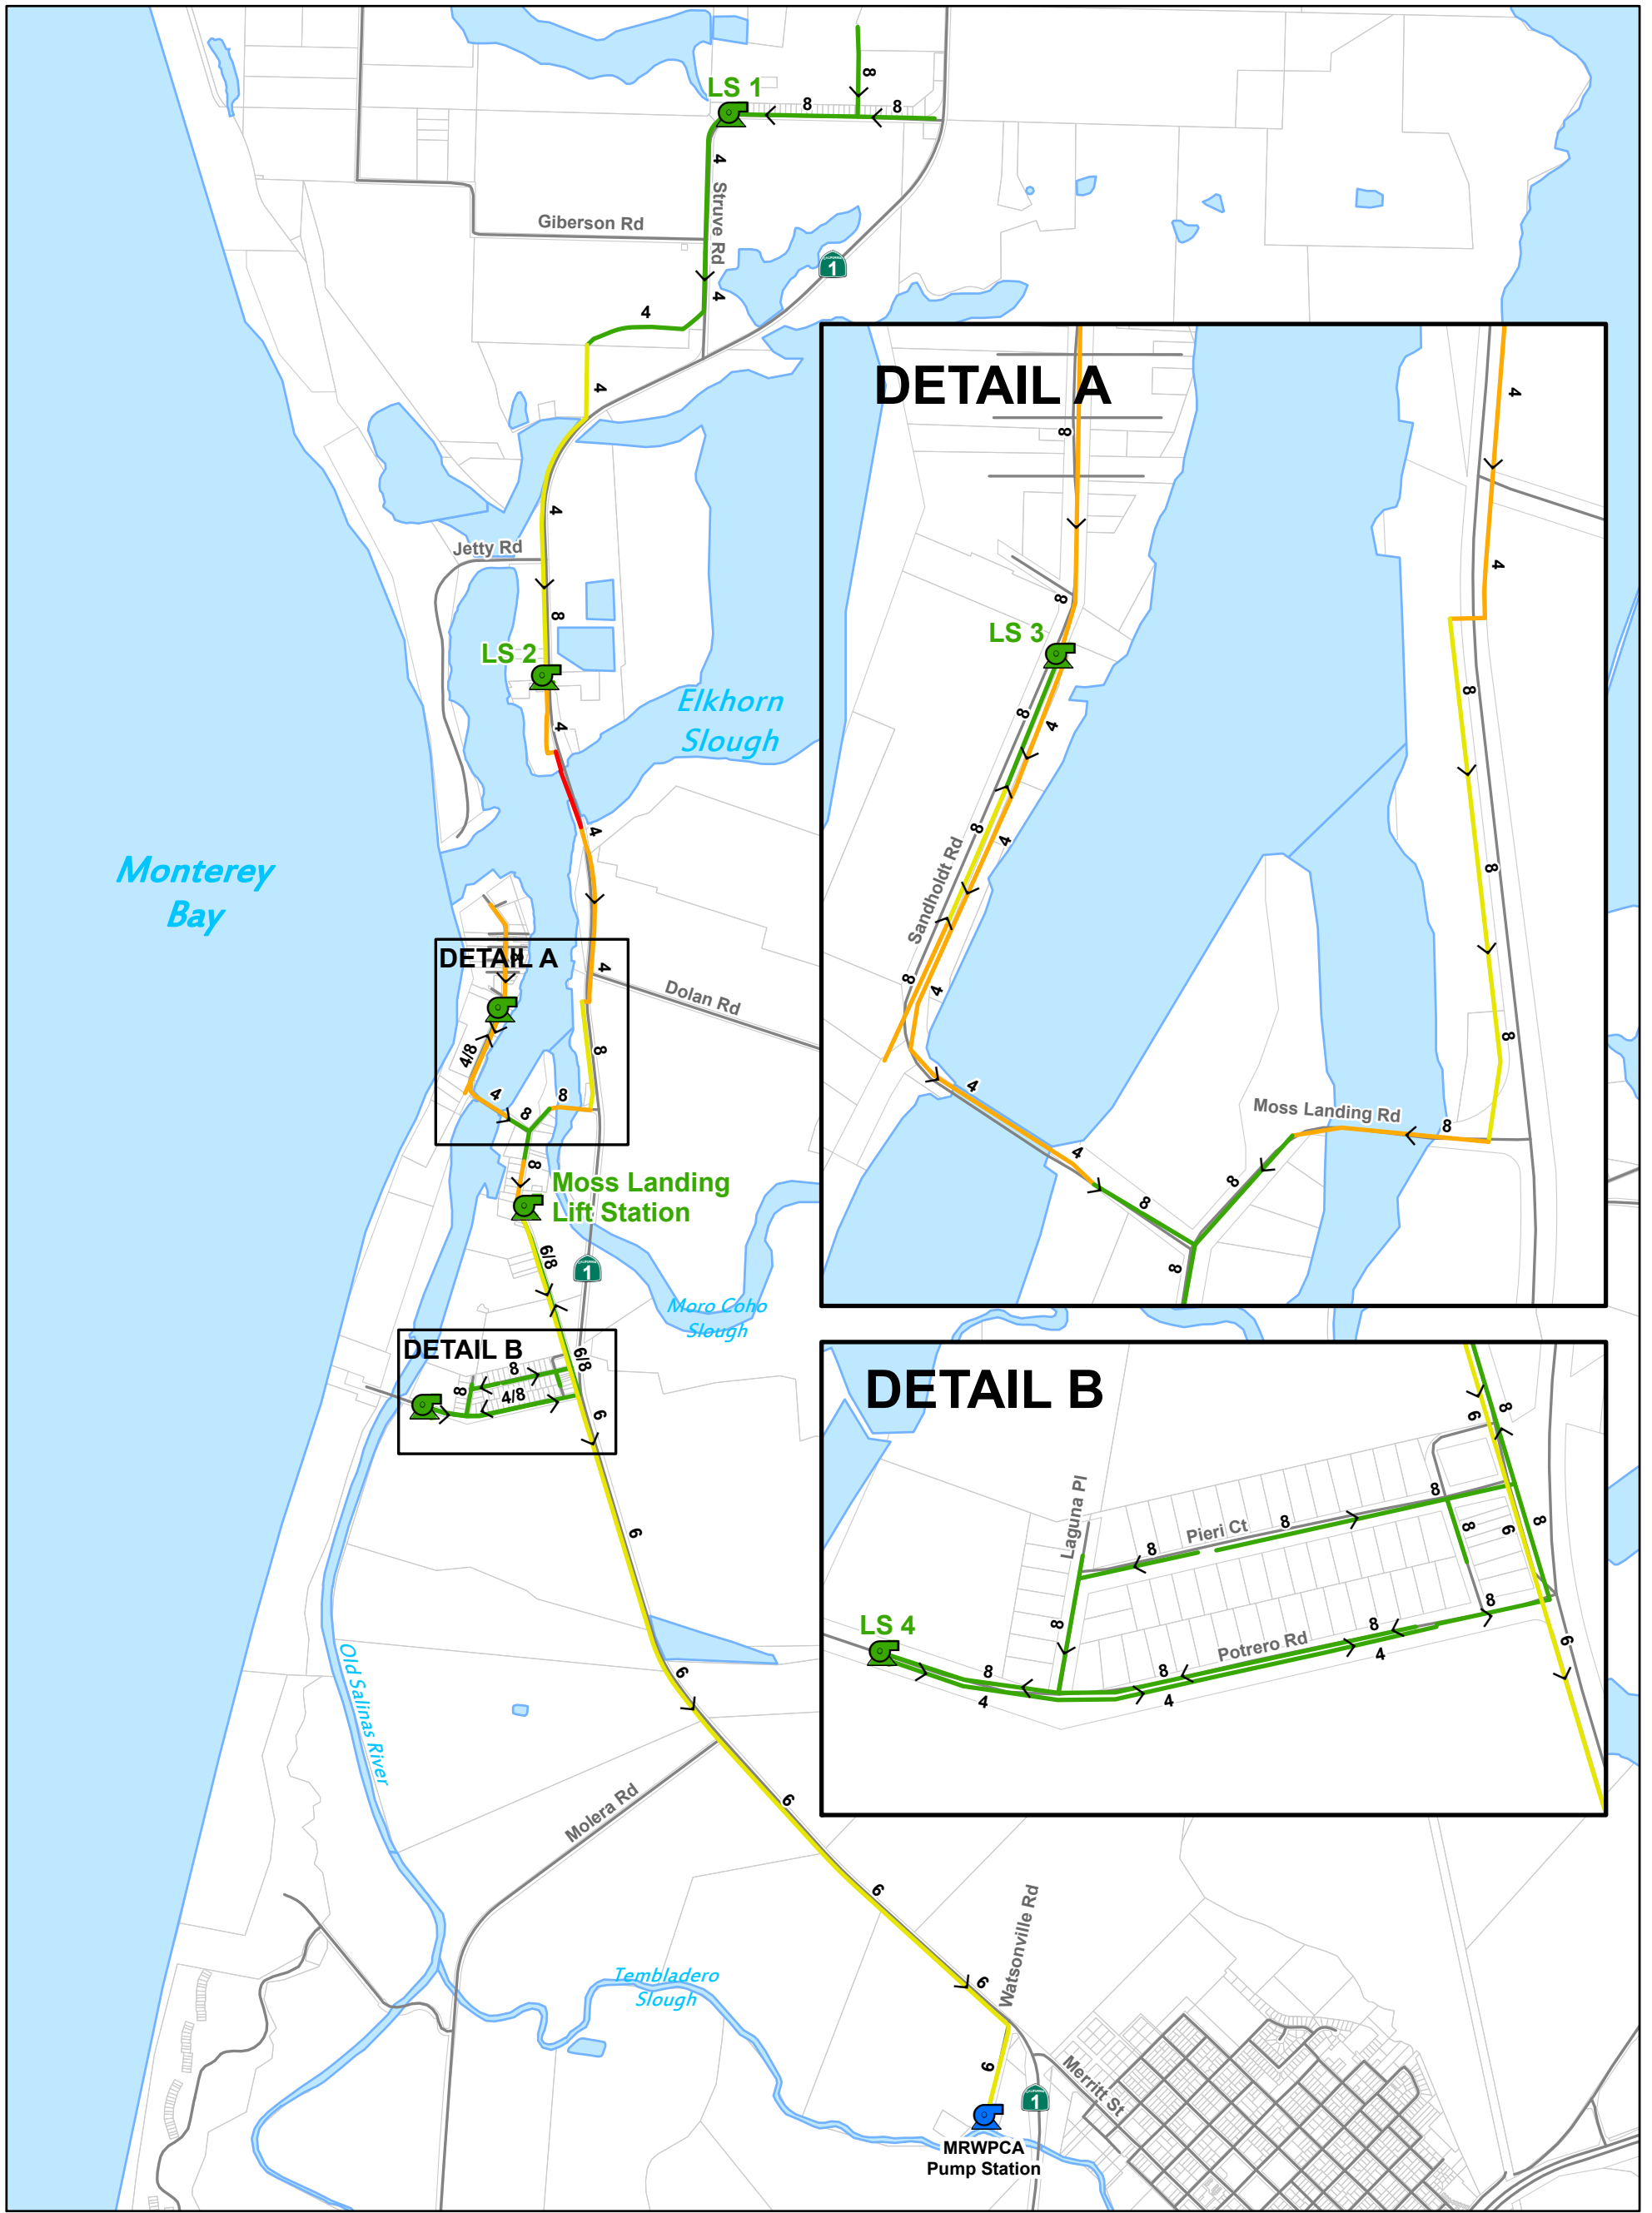 LS 1
8
8
8
4
Struve Rd
Giberson Rd
CALIFORNIA
1
4
4
4
4
Jetty Rd
8
LS 2
4
Elkhorn
Slough
4
Monterey
Bay
DETAIL A
8
4
Dolan Rd
4/8
8
4
8
8
8
Moss Landing
Lift Station
6/8
1
Moro Coho
Slough
DETAIL B
6/8
8
8
4/8
6
6
Old Salinas River
6
Molera Rd
6
6
Watsonville Rd
6
Tembladero
Slough
6
Merritt St
1
MRWPCA
Pump Station
DETAIL A
4
8
4
8
LS 3
8
8
4
8
4
8
Sandholdt Rd
8
4
8
4
Moss Landing Rd
8
4
8
8
8
DETAIL B
6
8
Laguna Pl
8
8
Pieri Ct
8
8
6
8
8
LS 4
8
8
Potrero Rd
4
6
8
8
4
4